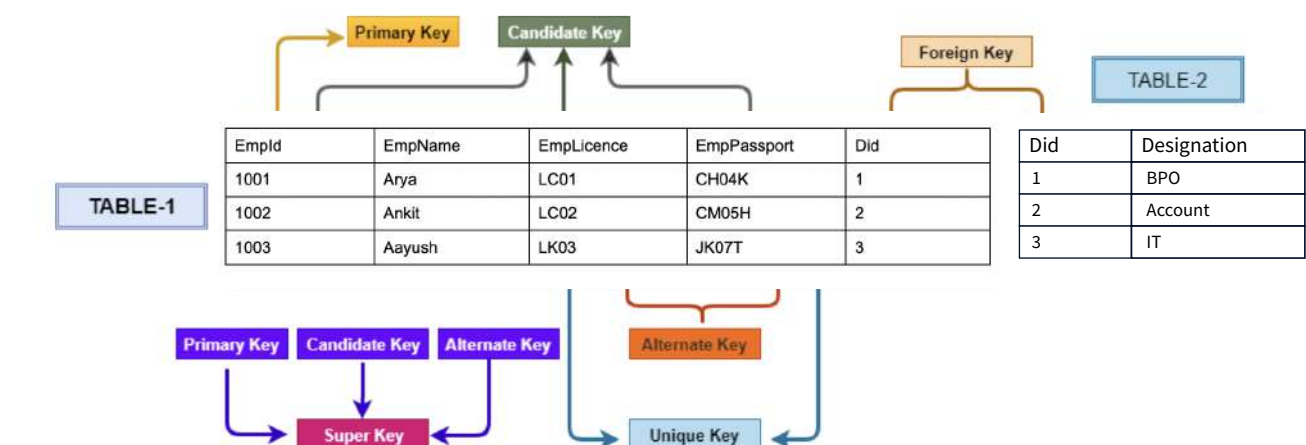 Primary Key
Candidate Key
Foreign Key
TABLE-2
TABLE-1
EmpId EmpName EmpLicence EmpPassport Did
1001 Arya LC01 CH04K 1
1002 Ankit LC02 CM05H 2
1003 Aayush LK03 JK07T 3
Did Designation
1 BPO
2 Account
3 IT
Primary Key
Candidate Key
Alternate Key
Alternate Key
Super Key
Unique Key